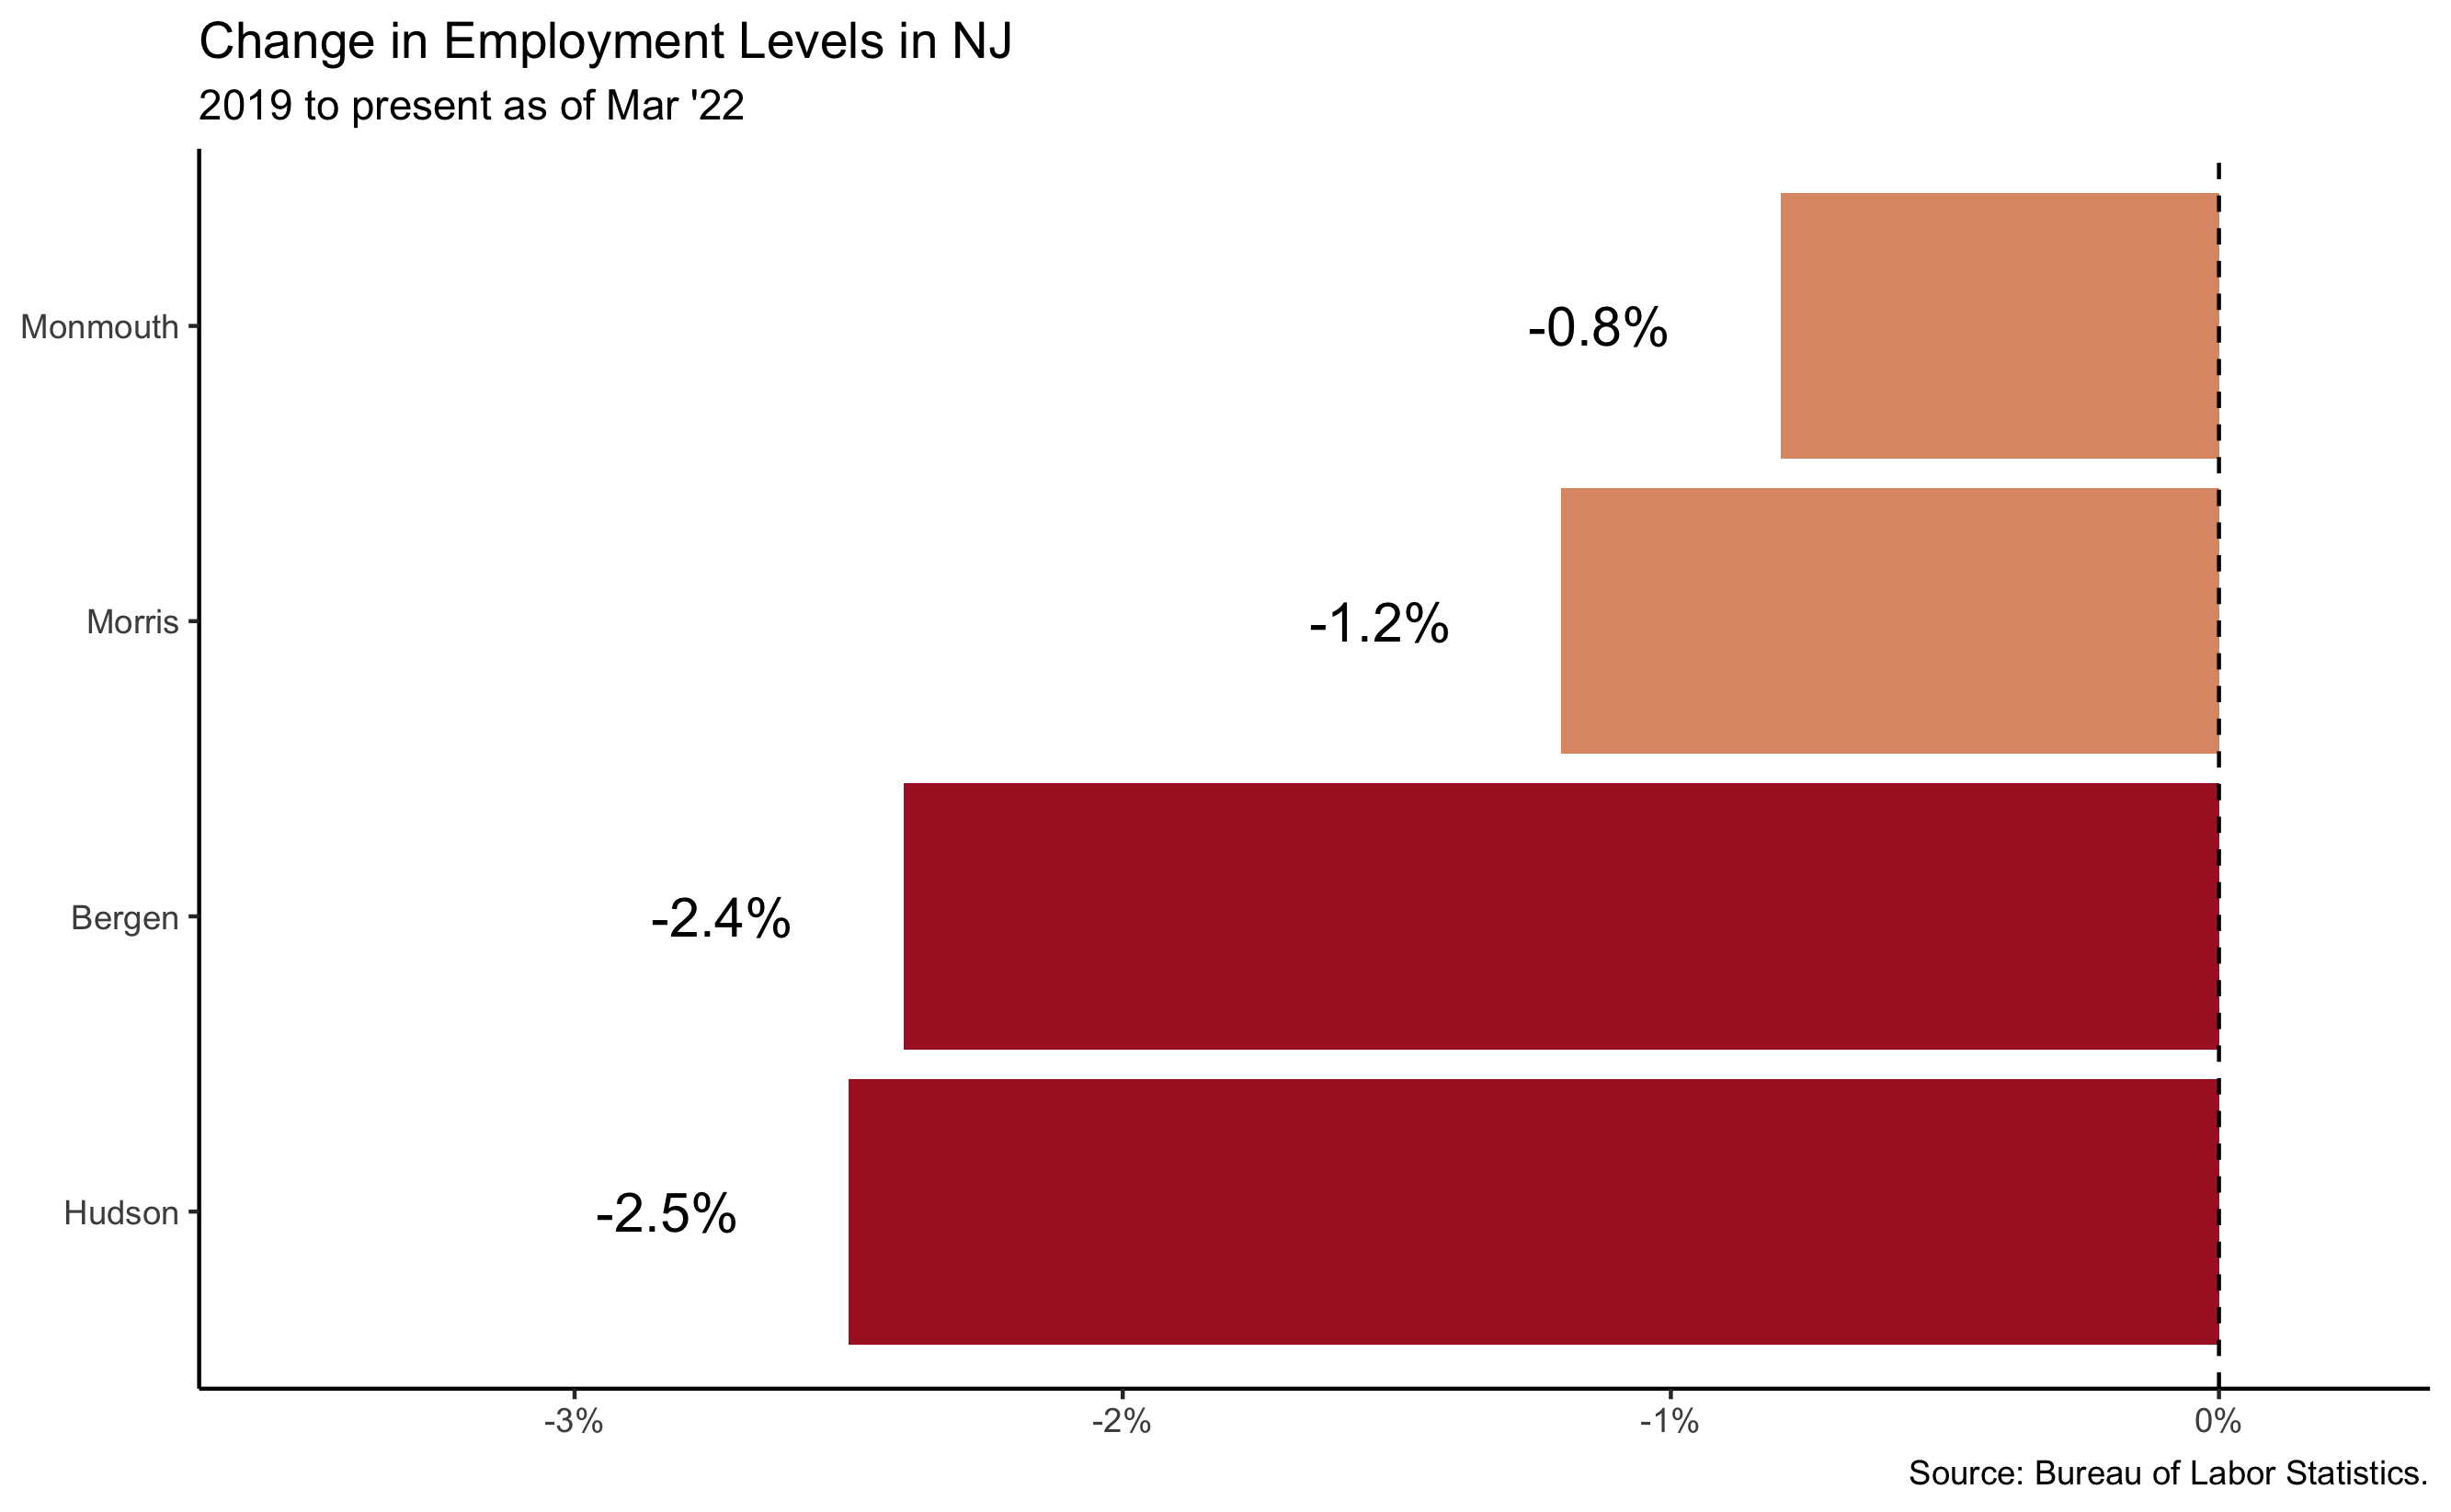 Change in Employment Levels in NJ
2019 to present as of Mar '22
Monmouth
-0.8%
Morris
-1.2%
Bergen
-2.4%
Hudson
-2.5%
-3%
-2%
-1%
0%
Source: Bureau of Labor Statistics.